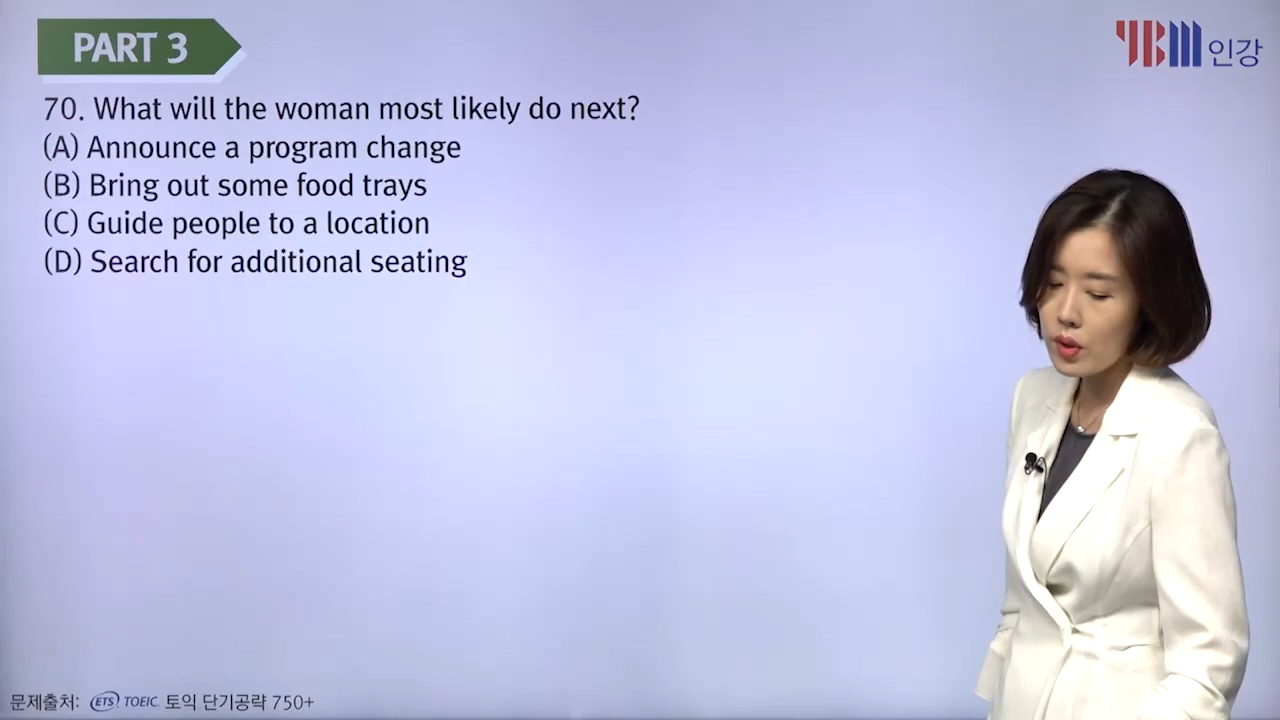 PART 3
YBM 인강
70. What will the woman most likely do next?
(A) Announce a program change
(B) Bring out some food trays
(C) Guide people to a location
(D) Search for additional seating
문제출처: ETS TOEIC 토익 단기공략 750+